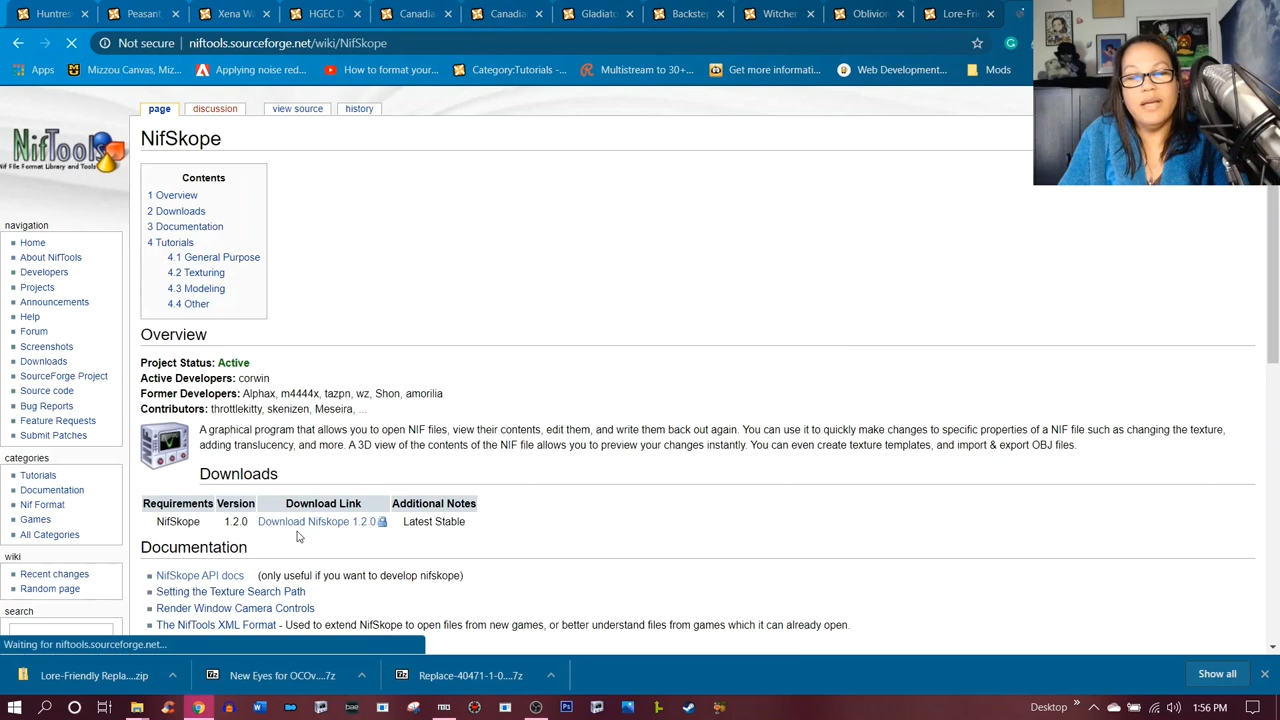 Huntres
Peasant,
Xena Wa
HGEC D
Canadia
Canadia
Gladiato
Backste
Witcher
Oblivion
Lore-Fri
Not secure
niftools.sourceforge.net/wiki/NifSkope
Apps
Mizzou Canvas, Miz...
Applying noise red...
How to format your...
Category:Tutorials -...
Multistream to 30+...
Get more informati...
Web Development...
Mods
NifTools
Nif File Format Library and Tools
page
discussion
view source
history
NifSkope
Contents
1 Overview
2 Downloads
3 Documentation
4 Tutorials
4.1 General Purpose
4.2 Texturing
4.3 Modeling
4.4 Other
navigation
Home
About NifTools
Developers
Projects
Announcements
Help
Forum
Screenshots
Downloads
SourceForge Project
Source code
Bug Reports
Feature Requests
Submit Patches
categories
Tutorials
Documentation
Nif Format
Games
All Categories
wiki
Recent changes
Random page
search
Overview
Project Status: Active
Active Developers: corwin
Former Developers: Alphax, m4444x, tazpn, wz, Shon, amorilia
Contributors: throttlekitty, skenizen, Meseira, ...
A graphical program that allows you to open NIF files, view their contents, edit them, and write them back out again. You can use it to quickly make changes to specific properties of a NIF file such as changing the texture,
adding translucency, and more. A 3D view of the contents of the NIF file allows you to preview your changes instantly. You can even create texture templates, and import & export OBJ files.
Downloads
Requirements Version Download Link Additional Notes
NifSkope 1.2.0 Download Nifskope 1.2.0 Latest Stable
Documentation
NifSkope API docs (only useful if you want to develop nifskope)
Setting the Texture Search Path
Render Window Camera Controls
The NifTools XML Format - Used to extend NifSkope to open files from new games, or better understand files from games which it can already open.
Waiting for niftools.sourceforge.net...
Lore-Friendly Repla....zip
New Eyes for OCOv....7z
Replace-40471-1-0....7z
Show all
Desktop
1:56 PM